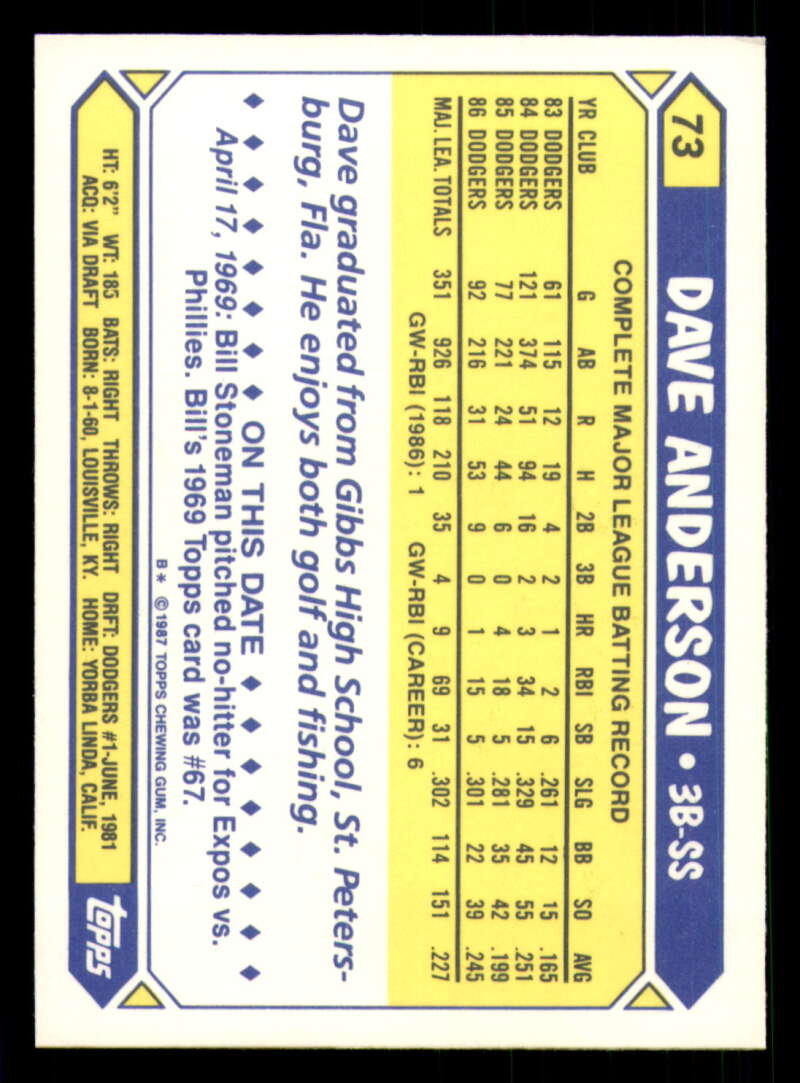 73 DAVE ANDERSON • 3B-SS
COMPLETE MAJOR LEAGUE BATTING RECORD
YR CLUB G AB R H 2B 3B HR RBI SB SLG BB SO AVG
83 DODGERS 61 115 12 19 4 2 1 2 6 .261 12 15 .165
84 DODGERS 121 374 51 94 16 2 3 34 15 .329 45 55 .251
85 DODGERS 77 221 24 44 6 0 4 18 5 .281 35 42 .199
86 DODGERS 92 216 31 53 9 0 1 15 5 .301 22 39 .245
MAJ. LEA. TOTALS 351 926 118 210 35 4 9 69 31 .302 114 151 .227
GW-RBI (1986): 1 GW-RBI (CAREER): 6
Dave graduated from Gibbs High School, St. Peters-
burg, Fla. He enjoys both golf and fishing.
ON THIS DATE
April 17, 1969: Bill Stoneman pitched no-hitter for Expos vs.
Phillies. Bill's 1969 Topps card was #67.
B* ©1987 TOPPS CHEWING GUM, INC.
HT: 6'2" WT: 185 BATS: RIGHT THROWS: RIGHT DRFT: DODGERS #1-JUNE, 1981
ACQ: VIA DRAFT BORN: 8-1-60, LOUISVILLE, KY. HOME: YORBA LINDA, CALIF.
topps